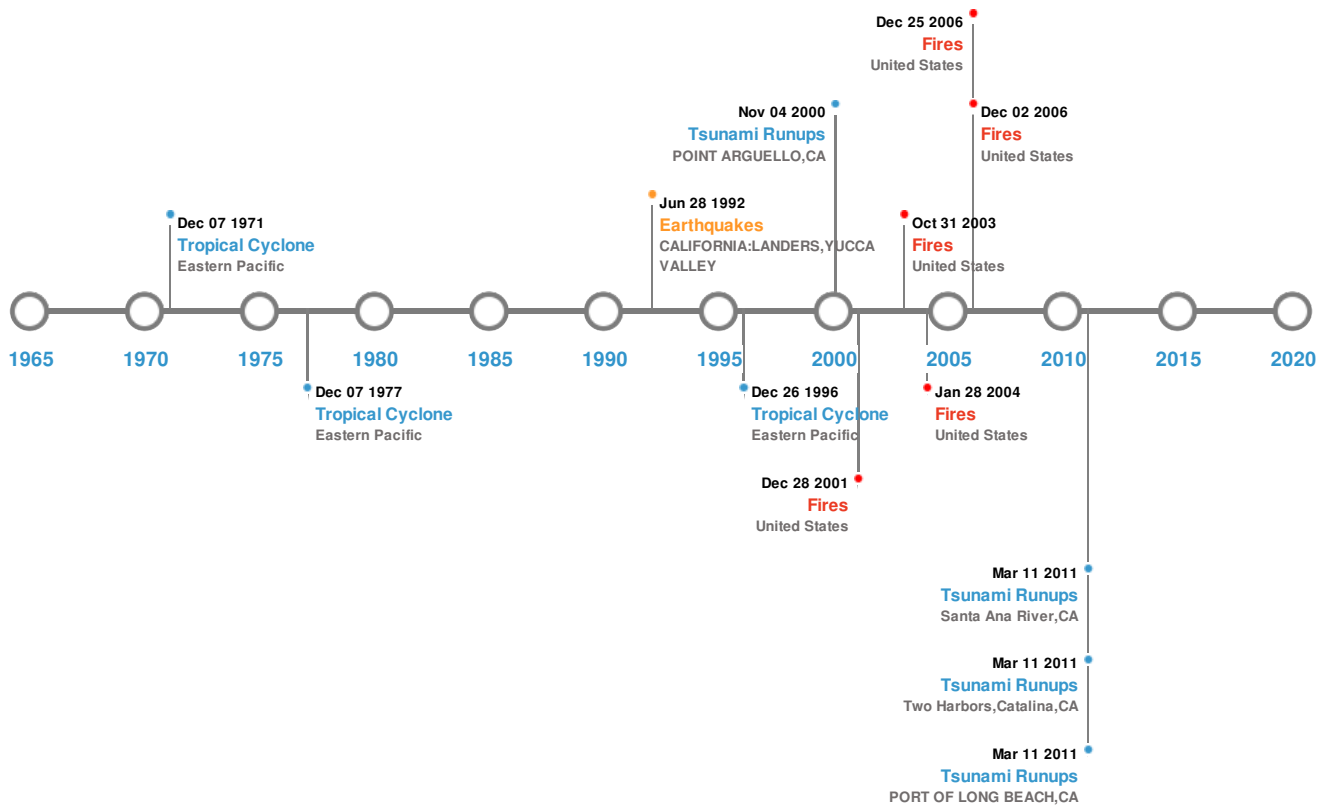 Dec 25 2006
Fires
United States
Nov 04 2000
Tsunami Runups
POINT ARGUELLO,CA
Dec 02 2006
Fires
United States
Jun 28 1992
Earthquakes
CALIFORNIA:LANDERS,YUCCA
VALLEY
Dec 07 1971
Tropical Cyclone
Eastern Pacific
Oct 31 2003
Fires
United States
1965
1970
1975
1980
1985
1990
1995
2000
2005
2010
2015
2020
Dec 07 1977
Tropical Cyclone
Eastern Pacific
Dec 26 1996
Tropical Cyclone
Eastern Pacific
Jan 28 2004
Fires
United States
Dec 28 2001
Fires
United States
Mar 11 2011
Tsunami Runups
Santa Ana River,CA
Mar 11 2011
Tsunami Runups
Two Harbors,Catalina,CA
Mar 11 2011
Tsunami Runups
PORT OF LONG BEACH,CA